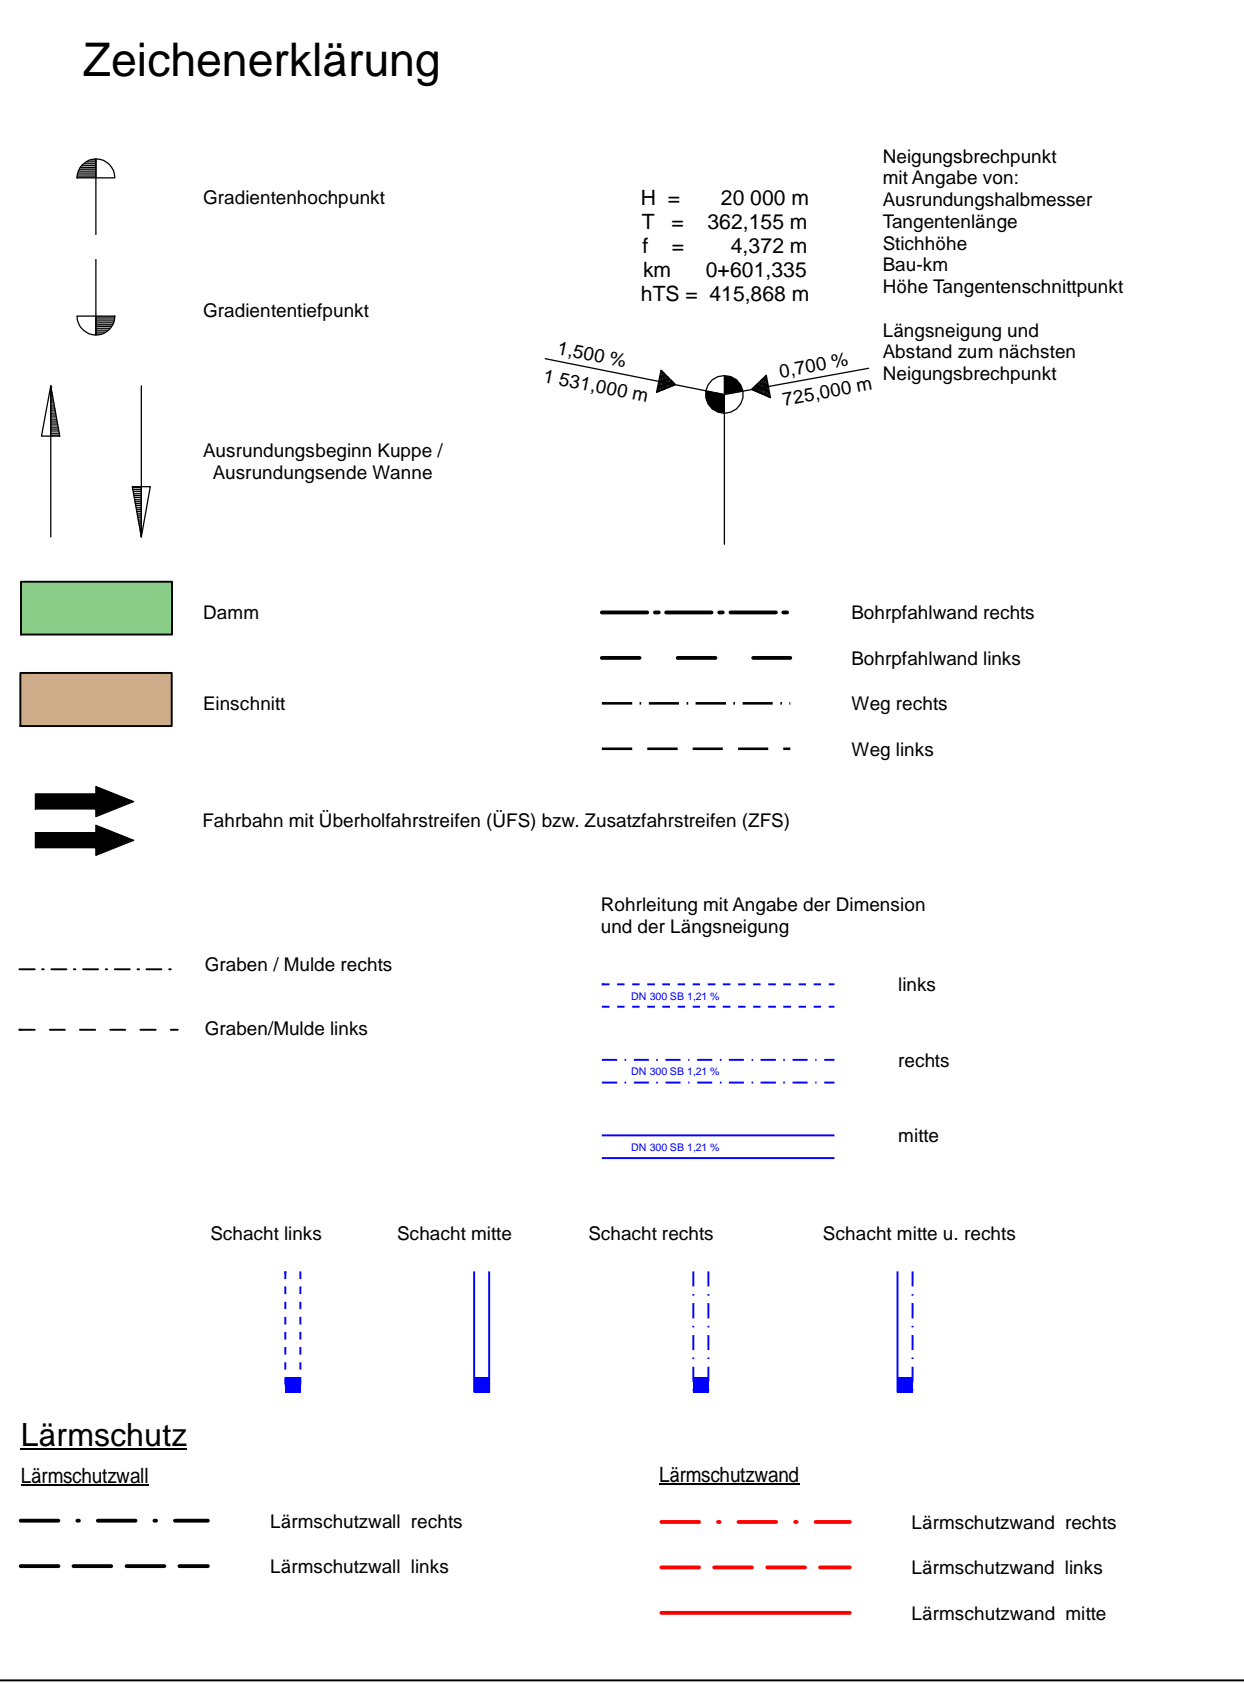 Zeichenerklärung
Gradientenhochpunkt
Gradiententiefpunkt
Ausrundungsbeginn Kuppe /
Ausrundungsende Wanne
H = 20 000 m
T = 362,155 m
f = 4,372 m
km 0+601,335
hTS = 415,868 m
Neigungsbrechpunkt
mit Angabe von:
Ausrundungshalbmesser
Tangentenlänge
Stichhöhe
Bau-km
Höhe Tangentenschnittpunkt
Längsneigung und
Abstand zum nächsten
Neigungsbrechpunkt
1,500 %
1 531,000 m
0,700 %
725,000 m
Damm
Einschnitt
Bohrpfahlwand rechts
Bohrpfahlwand links
Weg rechts
Weg links
Fahrbahn mit Überholfahrstreifen (ÜFS) bzw. Zusatzfahrstreifen (ZFS)
Graben / Mulde rechts
Graben/Mulde links
Rohrleitung mit Angabe der Dimension
und der Längsneigung
DN 300 SB 1,21 %
links
DN 300 SB 1,21 %
rechts
DN 300 SB 1,21 %
mitte
Schacht links
Schacht mitte
Schacht rechts
Schacht mitte u. rechts
Lärmschutz
Lärmschutzwall
Lärmschutzwall rechts
Lärmschutzwall links
Lärmschutzwand
Lärmschutzwand rechts
Lärmschutzwand links
Lärmschutzwand mitte